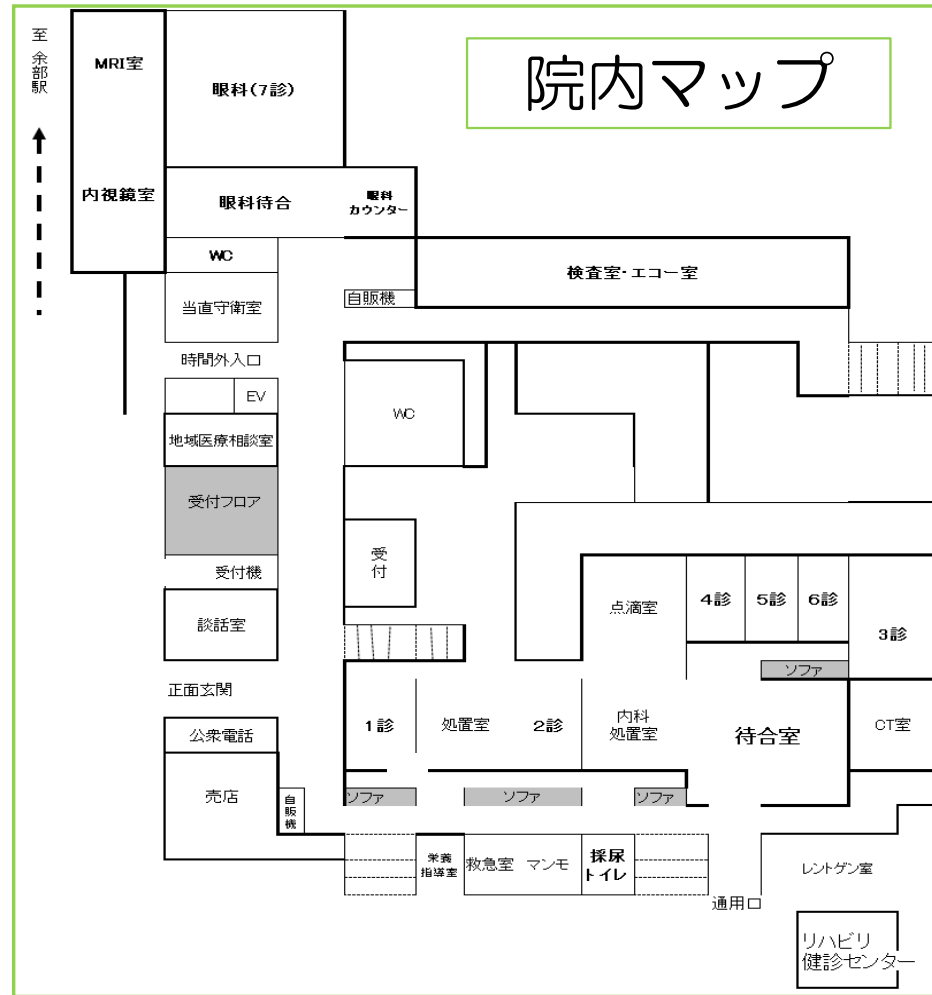 院内マップ
至 余部駅
MRI室
眼科(7診)
内視鏡室
眼科待合
眼科
カウンター
WC
検査室・エコー室
当直守衛室
自販機
時間外入口
EV
WC
地域医療相談室
受付フロア
受付
受付機
談話室
点滴室
4診
5診
6診
3診
ソファ
正面玄関
1診
処置室
2診
内科
処置室
待合室
CT室
公衆電話
売店
自販機
ソファ
ソファ
ソファ
栄養
指導室
救急室
マンモ
採尿
トイレ
レントゲン室
通用口
リハビリ
健診センター